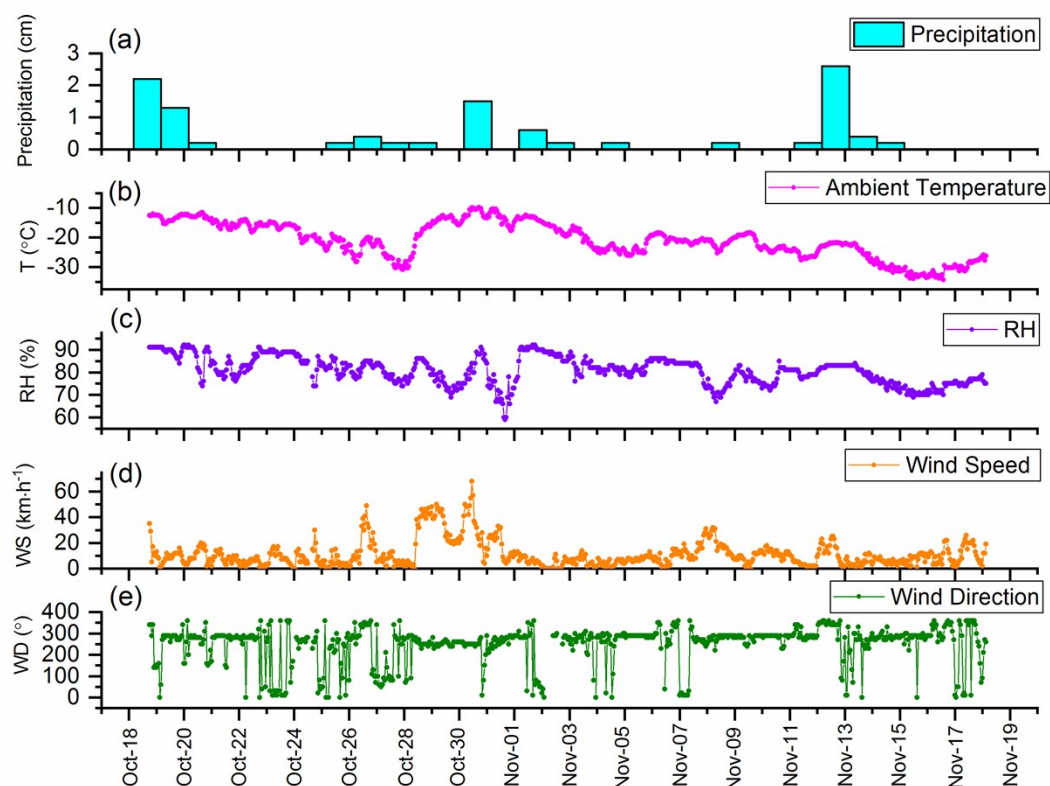 (a)
Precipitation
Precipitation (cm)
3
2
1
0
(b)
Ambient Temperature
T (°C)
-10
-20
-30
(c)
RH
RH (%)
90
80
70
60
(d)
Wind Speed
WS (km·h⁻¹)
60
40
20
0
(e)
Wind Direction
WD (°)
400
300
200
100
0
Oct-18
Oct-20
Oct-22
Oct-24
Oct-26
Oct-28
Oct-30
Nov-01
Nov-03
Nov-05
Nov-07
Nov-09
Nov-11
Nov-13
Nov-15
Nov-17
Nov-19